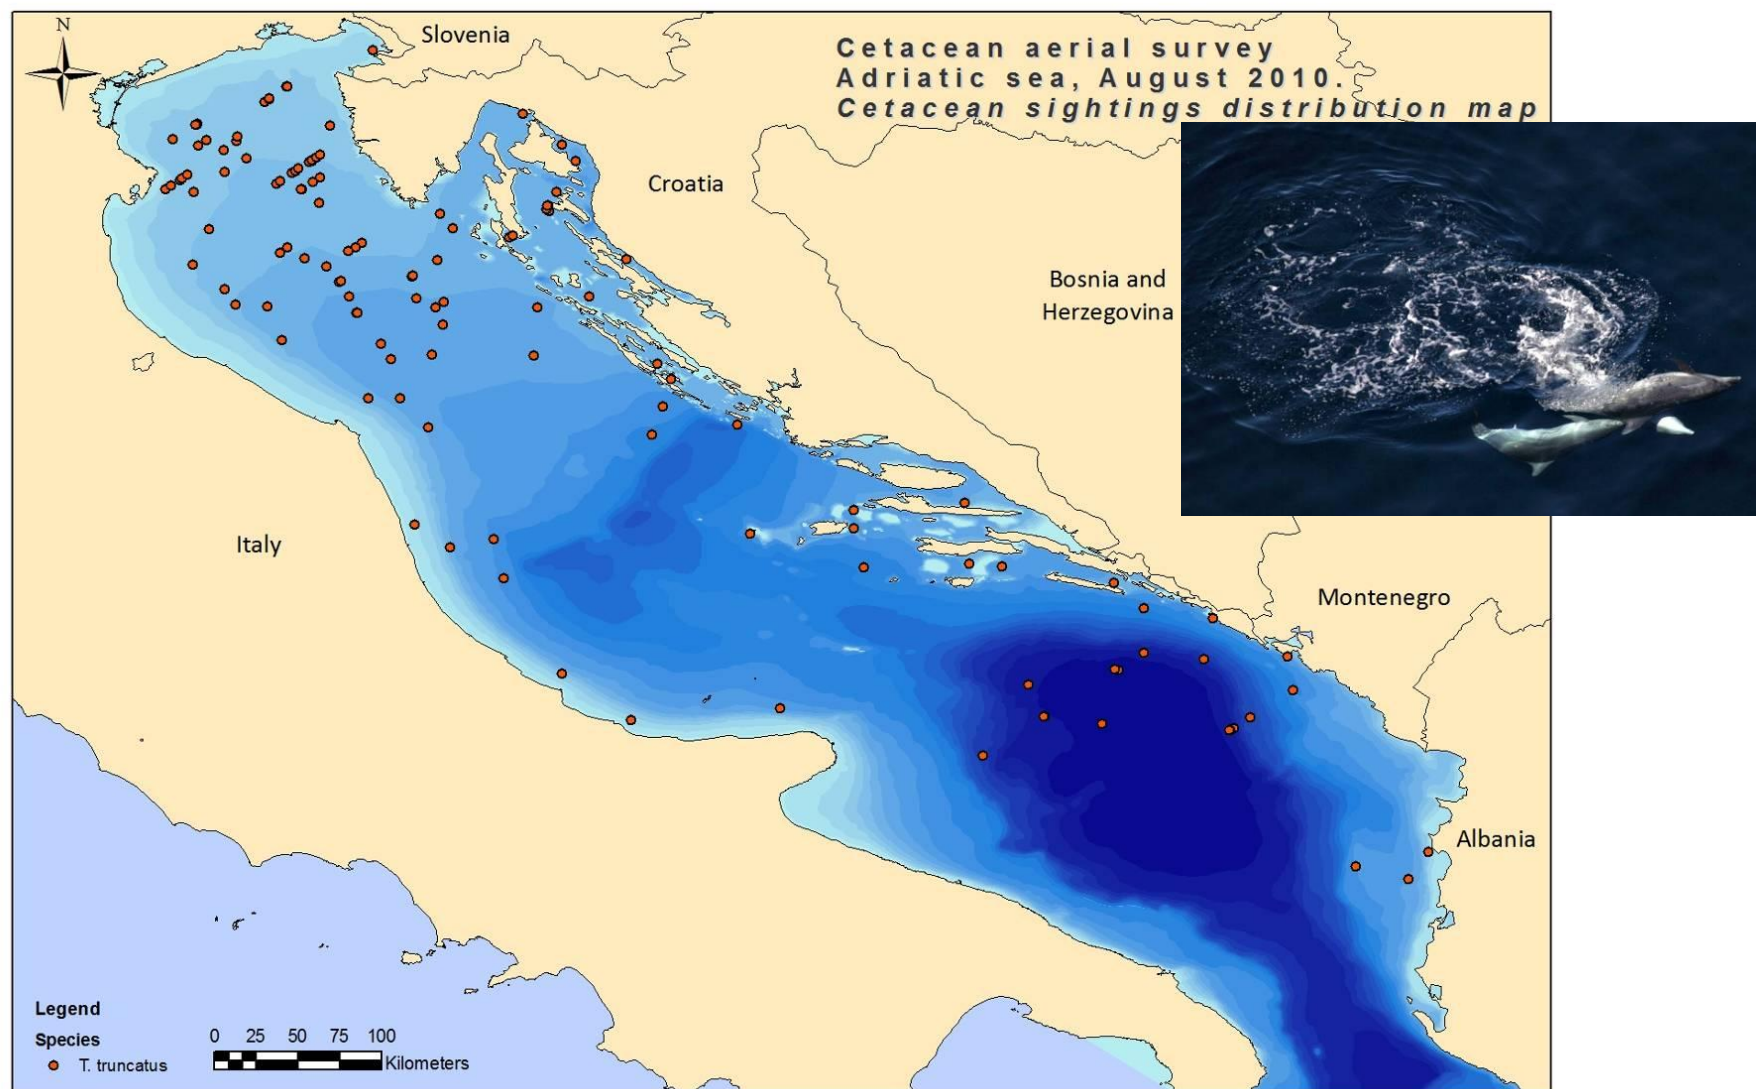 N
Slovenia
Cetacean aerial survey
Adriatic sea, August 2010.
Cetacean sightings distribution map
Croatia
Bosnia and
Herzegovina
Italy
Montenegro
Albania
Legend
Species
T. truncatus
0 25 50 75 100
Kilometers